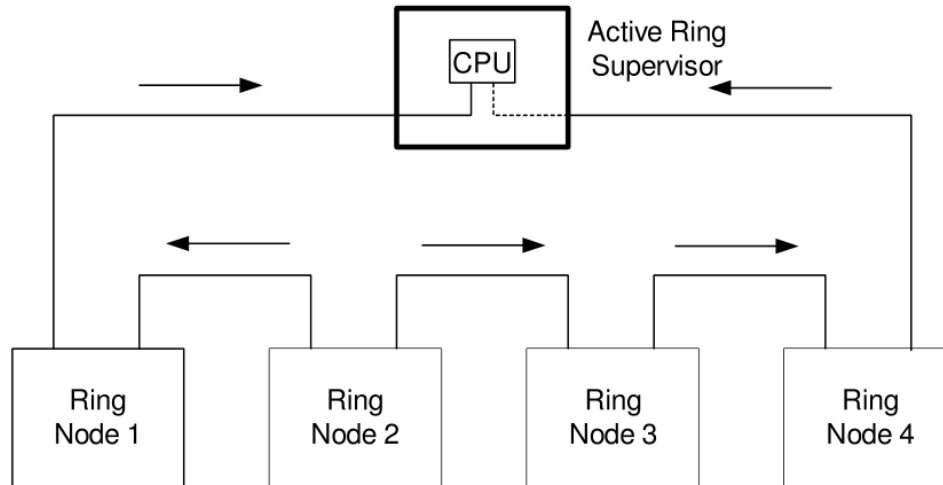 Active Ring
Supervisor
CPU
Ring
Node 1
Ring
Node 2
Ring
Node 3
Ring
Node 4